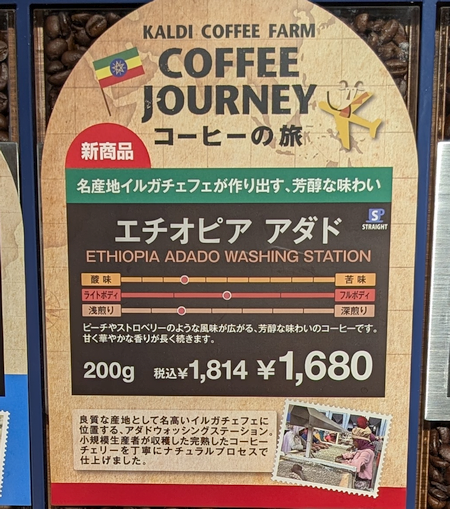 KALDI COFFEE FARM
COFFEE
JOURNEY
コーヒーの旅
新商品
名産地イルガチェフェが作り出す、芳醇な味わい
エチオピア アダド
SP
STRAIGHT
ETHIOPIA ADADO WASHING STATION
酸味 苦味
ライトボディ フルボディ
浅煎り 深煎り
ピーチやストロベリーのような風味が広がる、芳醇な味わいのコーヒーです。
甘く華やかな香りが長く続きます。
200g 税込¥1,814 ¥1,680
良質な産地として名高いイルガチェフェに
位置する、アダドウォッシングステーション。
小規模生産者が収穫した完熟したコーヒー
チェリーを丁寧にナチュラルプロセスで
仕上げました。